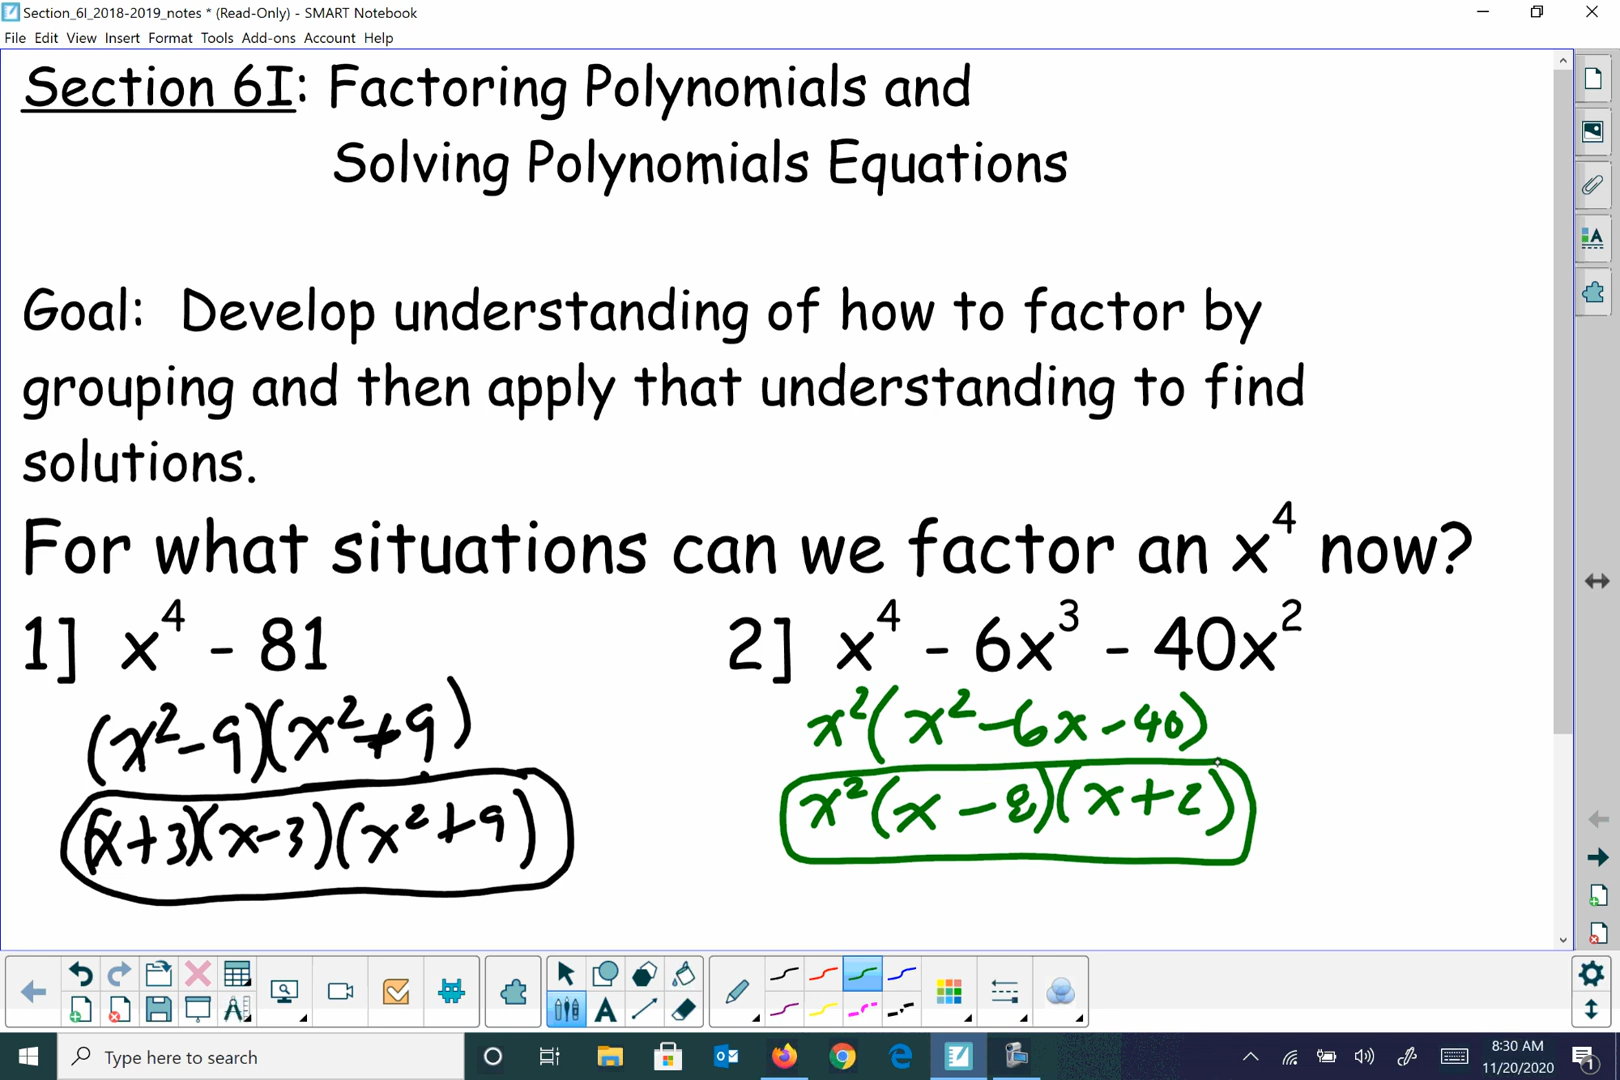 Section_6I_2018-2019_notes * (Read-Only) - SMART Notebook
File Edit View Insert Format Tools Add-ons Account Help
Section 6I: Factoring Polynomials and
Solving Polynomials Equations
Goal: Develop understanding of how to factor by
grouping and then apply that understanding to find
solutions.
For what situations can we factor an x⁴ now?
1] x⁴ - 81
2] x⁴ - 6x³ - 40x²
(x²-9)(x²+9)
x²(x²-6x-40)
(x+3)(x-3)(x²+9)
x²(x-8)(x+2)
Type here to search
8:30 AM
11/20/2020
1